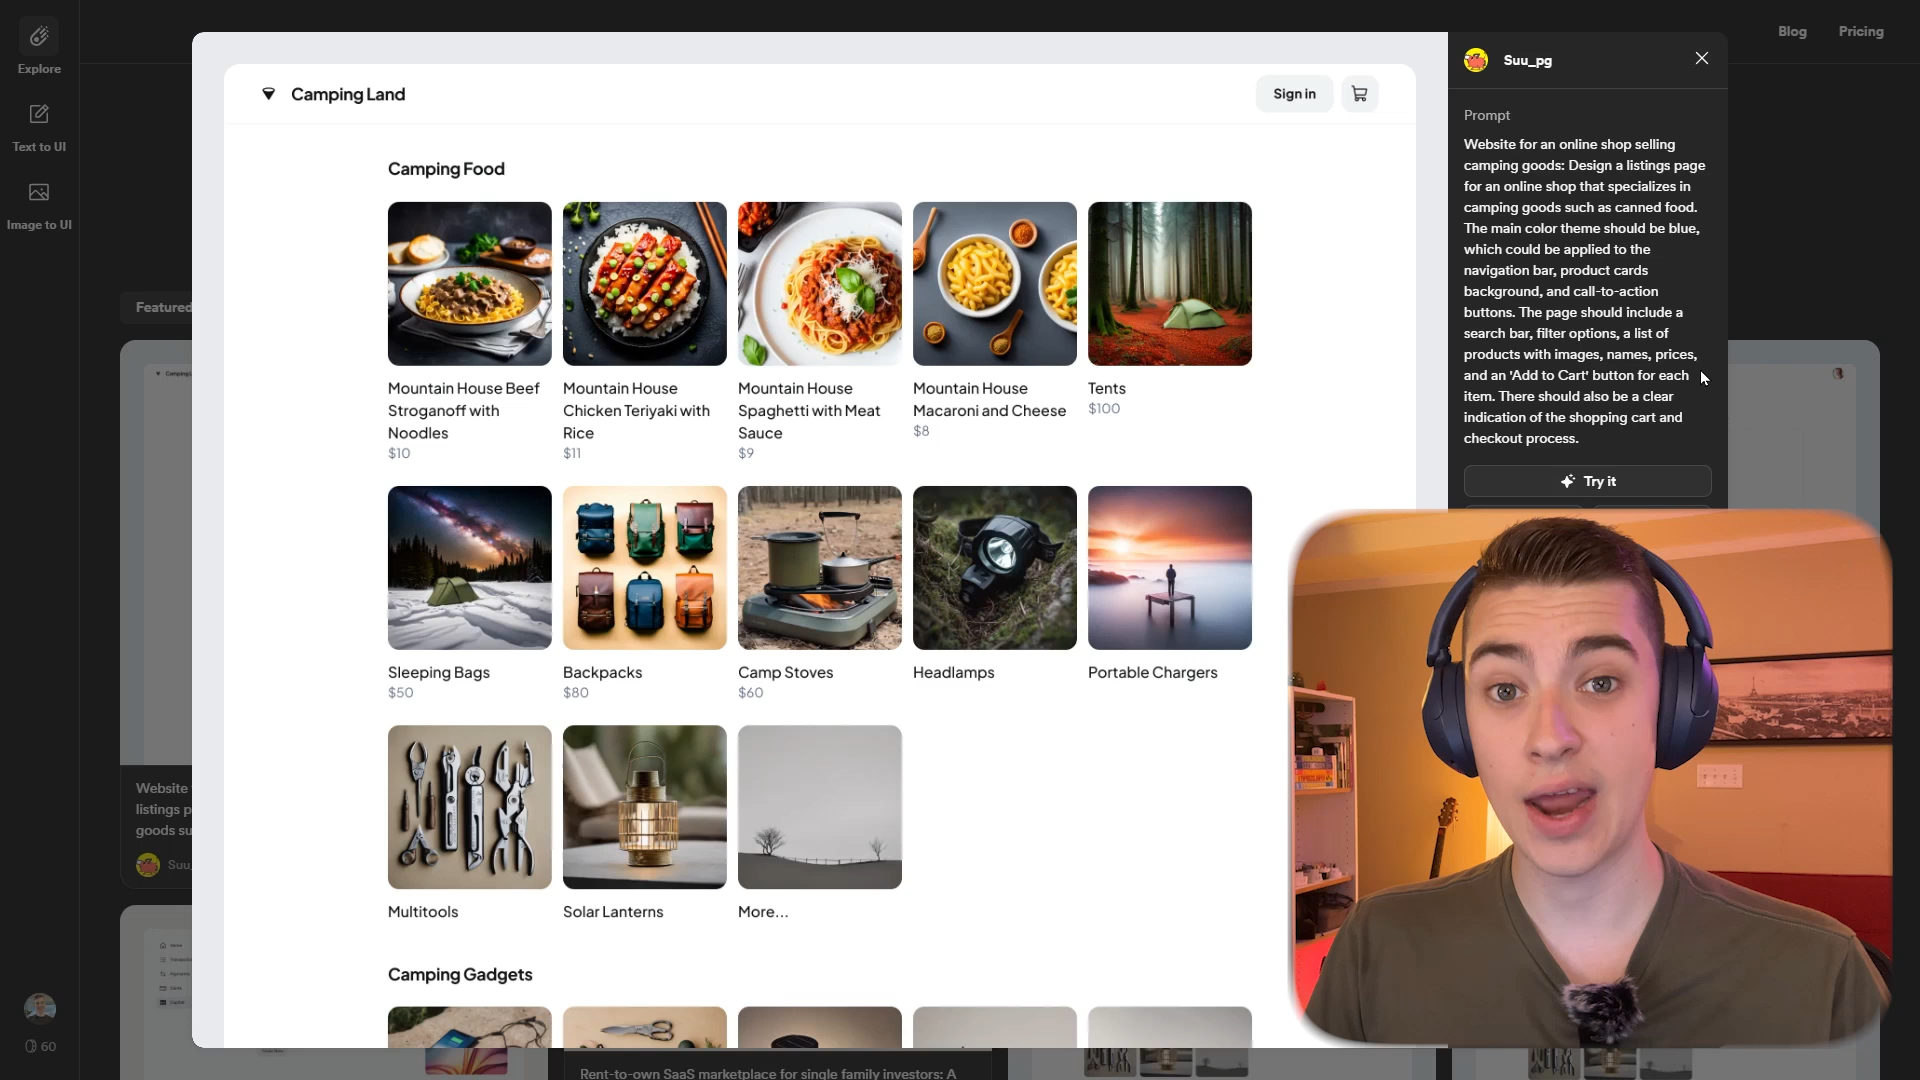 Explore
Text to UI
Image to UI
Blog
Pricing
Camping Land
Sign in
Camping Food
Mountain House Beef
Stroganoff with
Noodles
$10
Mountain House
Chicken Teriyaki with
Rice
$11
Mountain House
Spaghetti with Meat
Sauce
$9
Mountain House
Macaroni and Cheese
$8
Tents
$100
Sleeping Bags
$50
Backpacks
$80
Camp Stoves
$60
Headlamps
Portable Chargers
Multitools
Solar Lanterns
More...
Camping Gadgets
Suu_pg
Prompt
Website for an online shop selling
camping goods: Design a listings page
for an online shop that specializes in
camping goods such as canned food.
The main color theme should be blue,
which could be applied to the
navigation bar, product cards
background, and call-to-action
buttons. The page should include a
search bar, filter options, a list of
products with images, names, prices,
and an 'Add to Cart' button for each
item. There should also be a clear
indication of the shopping cart and
checkout process.
Try it
Featured
Website
listings p
goods su
Suu_
60
Rent-to-own SaaS marketplace for single family investors: A